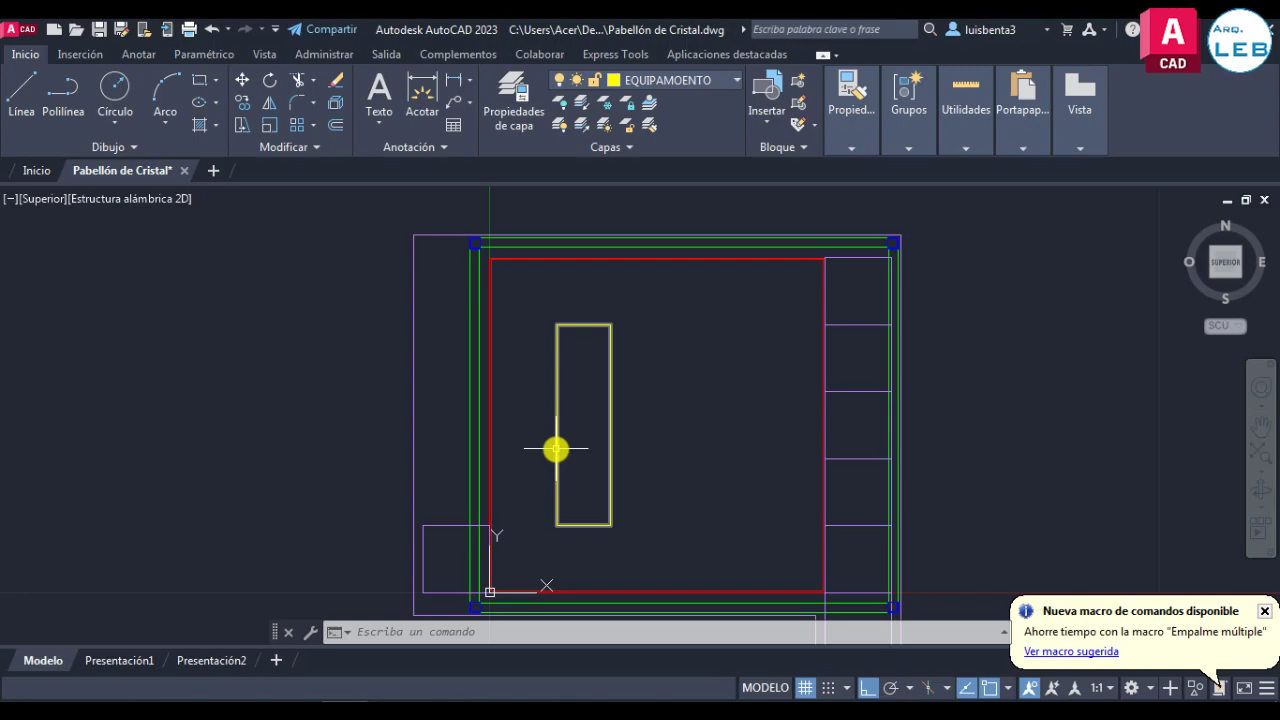 CAD
Compartir
Autodesk AutoCAD 2023
C:\Users\Acer\De...\Pabellón de Cristal.dwg
Escriba palabra clave o frase
luisbenta3
A
CAD
ARQ.
LEB
Inicio
Inserción
Anotar
Paramétrico
Vista
Administrar
Salida
Complementos
Colaborar
Express Tools
Aplicaciones destacadas
Línea
Polilínea
Círculo
Arco
Texto
Acotar
Propiedades
de capa
EQUIPAMOENTO
Insertar
Propied...
Grupos
Utilidades
Portapap...
Vista
Dibujo
Modificar
Anotación
Capas
Bloque
Inicio
Pabellón de Cristal*
[−][Superior][Estructura alámbrica 2D]
N
O
SUPERIOR
E
S
SCU
Y
X
Escriba un comando
Nueva macro de comandos disponible
Ahorre tiempo con la macro "Empalme múltiple"
Ver macro sugerida
Modelo
Presentación1
Presentación2
MODELO
1:1